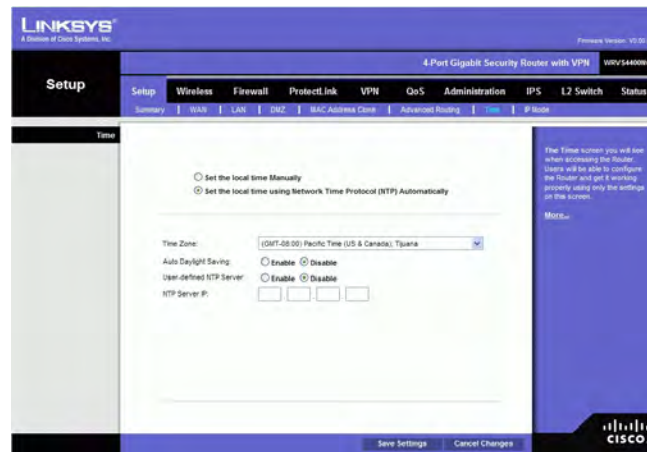 LINKSYS®
A Division of Cisco Systems, Inc.
4-Port Gigabit Security Router with VPN
Setup
Setup Wireless Firewall ProtectLink VPN QoS Administration IPS L2 Switch Status
Summary | WAN | LAN | DMZ | MAC Address Clone | Advanced Routing | Time | IP Mode
Time
Set the local time Manually
Set the local time using Network Time Protocol (NTP) Automatically
Time Zone: (GMT-08:00) Pacific Time (US & Canada); Tijuana
Auto Daylight Saving: Enable Disable
User-defined NTP Server: Enable Disable
NTP Server IP:
The Time screen you will see
when accessing the Router.
Users will be able to configure
the Router and get it working
properly using only the settings
on this screen.
More...
Save Settings Cancel Changes
CISCO